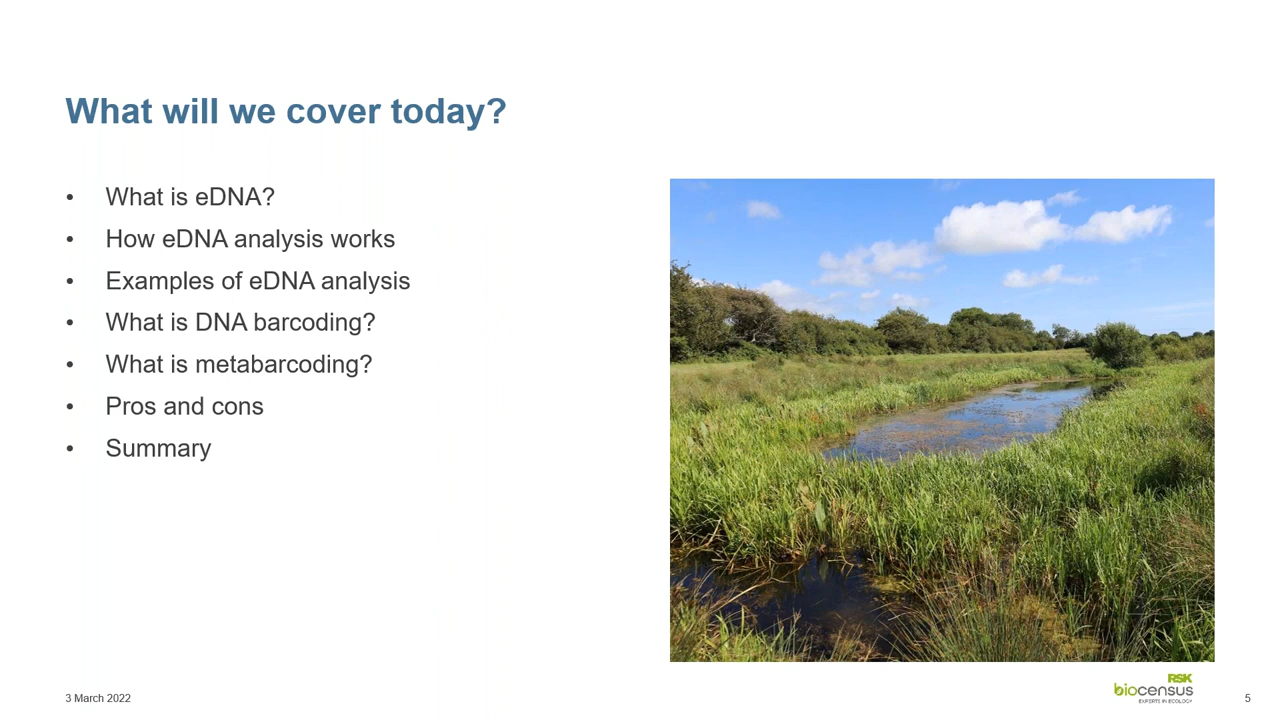 What will we cover today?
• What is eDNA?
• How eDNA analysis works
• Examples of eDNA analysis
• What is DNA barcoding?
• What is metabarcoding?
• Pros and cons
• Summary
RSK
biocensus
EXPERTS IN ECOLOGY
3 March 2022
5